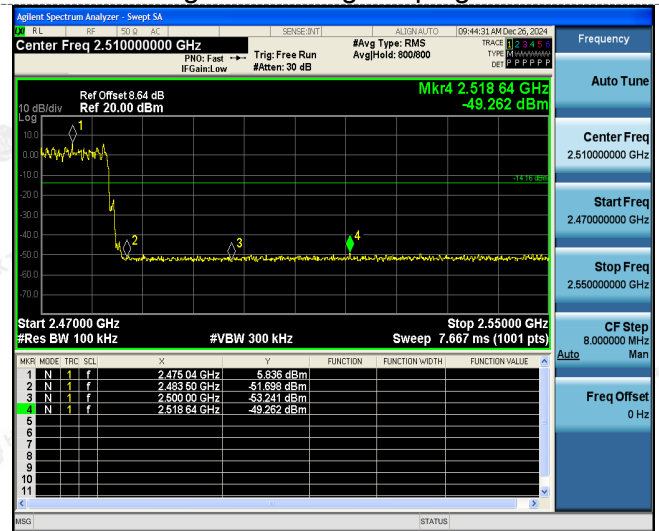 Agilent Spectrum Analyzer - Swept SA
LXI RL RF 50 Ω AC SENSE:INT ALIGN AUTO 09:44:31 AM Dec 26, 2024
Center Freq 2.510000000 GHz
PNO: Fast
IFGain:Low
Trig: Free Run
#Atten: 30 dB
#Avg Type: RMS
Avg|Hold: 800/800
TRACE 1 2 3 4 5 6
TYPE M W W W W W
DET P P P P P P
Ref Offset 8.64 dB
10 dB/div Ref 20.00 dBm
Log
Mkr4 2.518 64 GHz
-49.262 dBm
10.0
0.00
-10.0
-20.0
-30.0
-40.0
-50.0
-60.0
-70.0
1
2
3
4
-14.16 dBm
Start 2.47000 GHz Stop 2.55000 GHz
#Res BW 100 kHz #VBW 300 kHz Sweep 7.667 ms (1001 pts)
MKR MODE TRC SCL X Y FUNCTION FUNCTION WIDTH FUNCTION VALUE
1 N 1 f 2.475 04 GHz 5.836 dBm
2 N 1 f 2.483 50 GHz -51.698 dBm
3 N 1 f 2.500 00 GHz -53.241 dBm
4 N 1 f 2.518 64 GHz -49.262 dBm
5
6
7
8
9
10
11
MSG STATUS
Frequency
Auto Tune
Center Freq
2.510000000 GHz
Start Freq
2.470000000 GHz
Stop Freq
2.550000000 GHz
CF Step
8.000000 MHz
Auto Man
Freq Offset
0 Hz